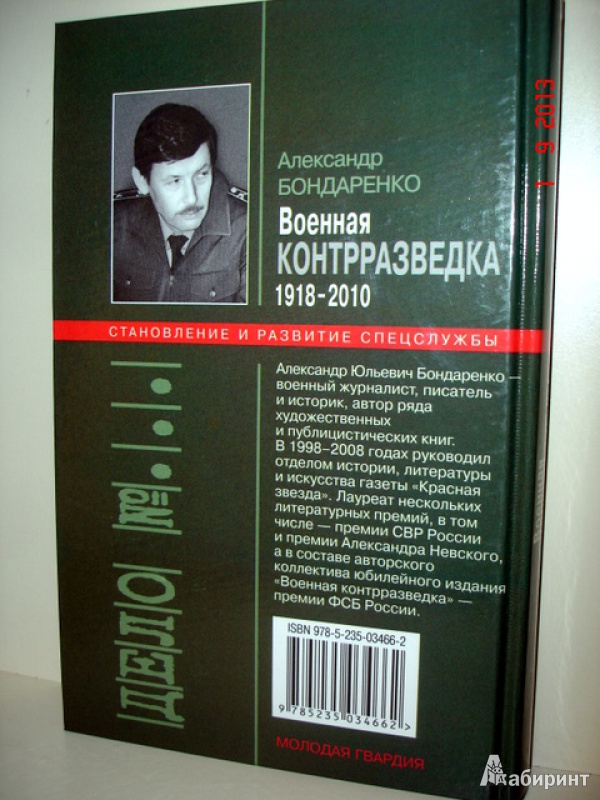 Александр
БОНДАРЕНКО
Военная
КОНТРРАЗВЕДКА
1918-2010
СТАНОВЛЕНИЕ И РАЗВИТИЕ СПЕЦСЛУЖБЫ
Александр Юльевич Бондаренко —
военный журналист, писатель
и историк, автор ряда
художественных
и публицистических книг.
В 1998–2008 годах руководил
отделом истории, литературы
и искусства газеты «Красная
звезда». Лауреат нескольких
литературных премий, в том
числе — премии СВР России
и премии Александра Невского,
а в составе авторского
коллектива юбилейного издания
«Военная контрразведка» —
премии ФСБ России.
ДЕЛО №
ISBN 978-5-235-03466-2
9 785235 034662 >
МОЛОДАЯ ГВАРДИЯ
1 9 2013
Лабиринт